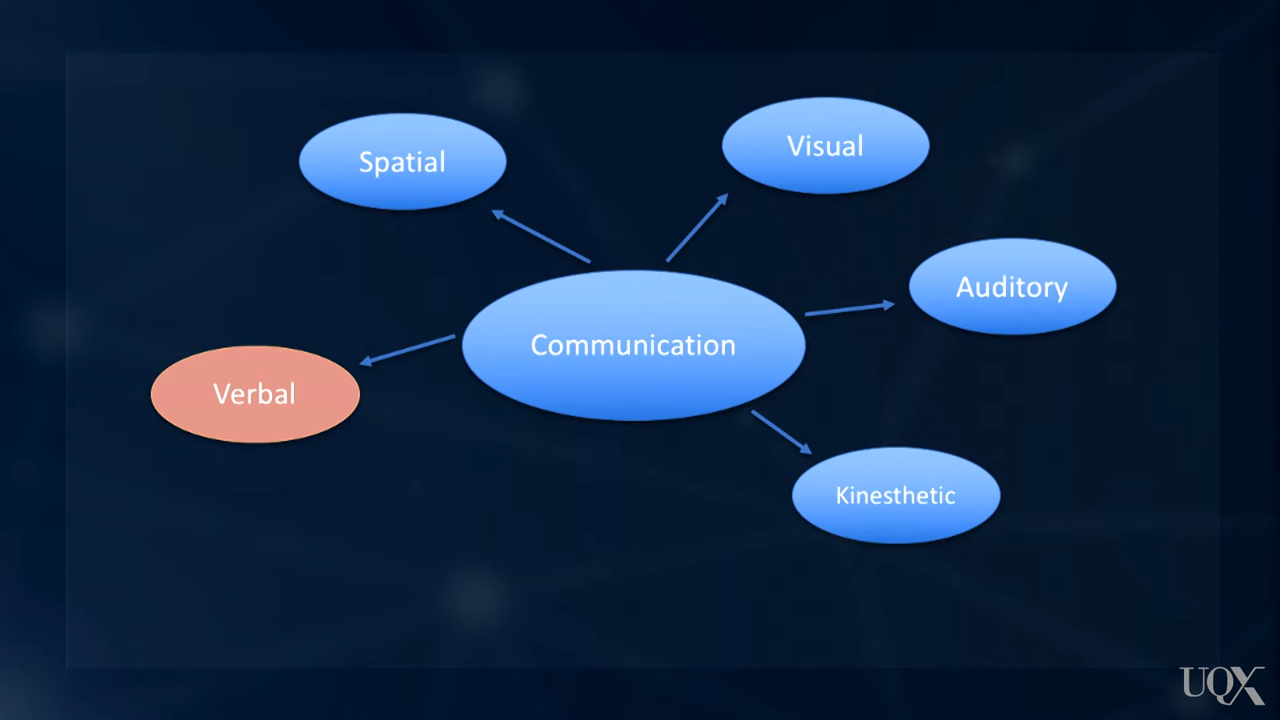 Visual
Spatial
Auditory
Communication
Verbal
Kinesthetic
UQX